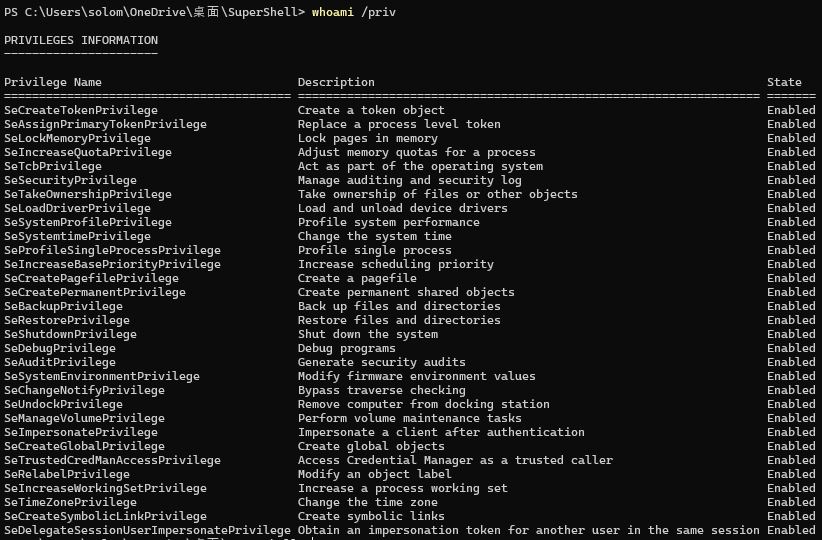 PS C:\Users\solom\OneDrive\桌面\SuperShell> whoami /priv
PRIVILEGES INFORMATION
----------------------
Privilege Name Description State
========================================= ================================================================== =======
SeCreateTokenPrivilege Create a token object Enabled
SeAssignPrimaryTokenPrivilege Replace a process level token Enabled
SeLockMemoryPrivilege Lock pages in memory Enabled
SeIncreaseQuotaPrivilege Adjust memory quotas for a process Enabled
SeTcbPrivilege Act as part of the operating system Enabled
SeSecurityPrivilege Manage auditing and security log Enabled
SeTakeOwnershipPrivilege Take ownership of files or other objects Enabled
SeLoadDriverPrivilege Load and unload device drivers Enabled
SeSystemProfilePrivilege Profile system performance Enabled
SeSystemtimePrivilege Change the system time Enabled
SeProfileSingleProcessPrivilege Profile single process Enabled
SeIncreaseBasePriorityPrivilege Increase scheduling priority Enabled
SeCreatePagefilePrivilege Create a pagefile Enabled
SeCreatePermanentPrivilege Create permanent shared objects Enabled
SeBackupPrivilege Back up files and directories Enabled
SeRestorePrivilege Restore files and directories Enabled
SeShutdownPrivilege Shut down the system Enabled
SeDebugPrivilege Debug programs Enabled
SeAuditPrivilege Generate security audits Enabled
SeSystemEnvironmentPrivilege Modify firmware environment values Enabled
SeChangeNotifyPrivilege Bypass traverse checking Enabled
SeUndockPrivilege Remove computer from docking station Enabled
SeManageVolumePrivilege Perform volume maintenance tasks Enabled
SeImpersonatePrivilege Impersonate a client after authentication Enabled
SeCreateGlobalPrivilege Create global objects Enabled
SeTrustedCredManAccessPrivilege Access Credential Manager as a trusted caller Enabled
SeRelabelPrivilege Modify an object label Enabled
SeIncreaseWorkingSetPrivilege Increase a process working set Enabled
SeTimeZonePrivilege Change the time zone Enabled
SeCreateSymbolicLinkPrivilege Create symbolic links Enabled
SeDelegateSessionUserImpersonatePrivilege Obtain an impersonation token for another user in the same session Enabled